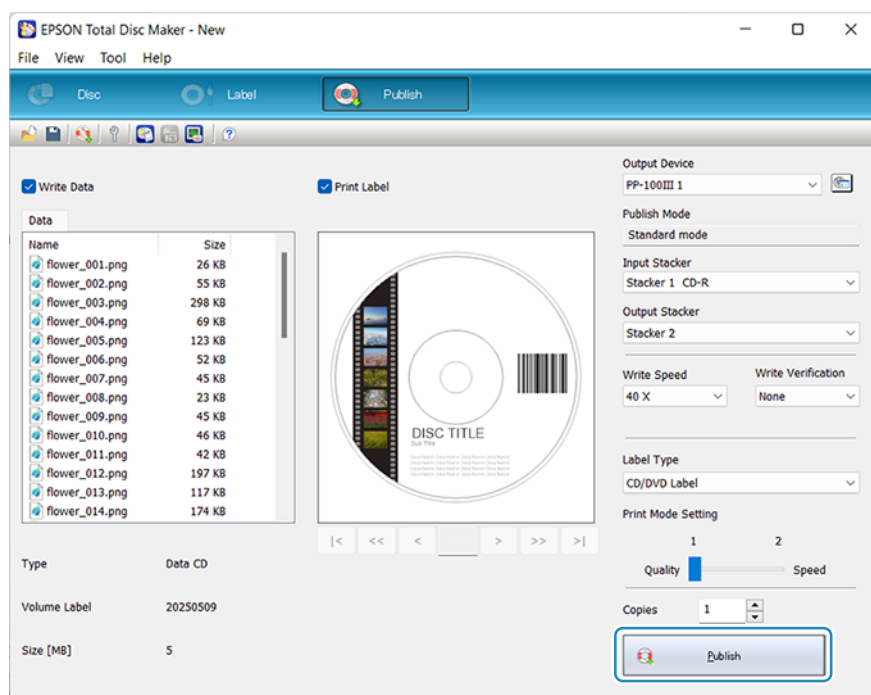 EPSON Total Disc Maker - New
File View Tool Help
Disc Label Publish
Write Data
Print Label
Data
Name Size
flower_001.png 26 KB
flower_002.png 55 KB
flower_003.png 298 KB
flower_004.png 69 KB
flower_005.png 123 KB
flower_006.png 52 KB
flower_007.png 45 KB
flower_008.png 23 KB
flower_009.png 45 KB
flower_010.png 46 KB
flower_011.png 42 KB
flower_012.png 197 KB
flower_013.png 117 KB
flower_014.png 174 KB
DISC TITLE
|< << < > >> >|
Type Data CD
Volume Label 20250509
Size [MB] 5
Output Device
PP-100III 1
Publish Mode
Standard mode
Input Stacker
Stacker 1 CD-R
Output Stacker
Stacker 2
Write Speed Write Verification
40 X None
Label Type
CD/DVD Label
Print Mode Setting
1 2
Quality Speed
Copies 1
Publish